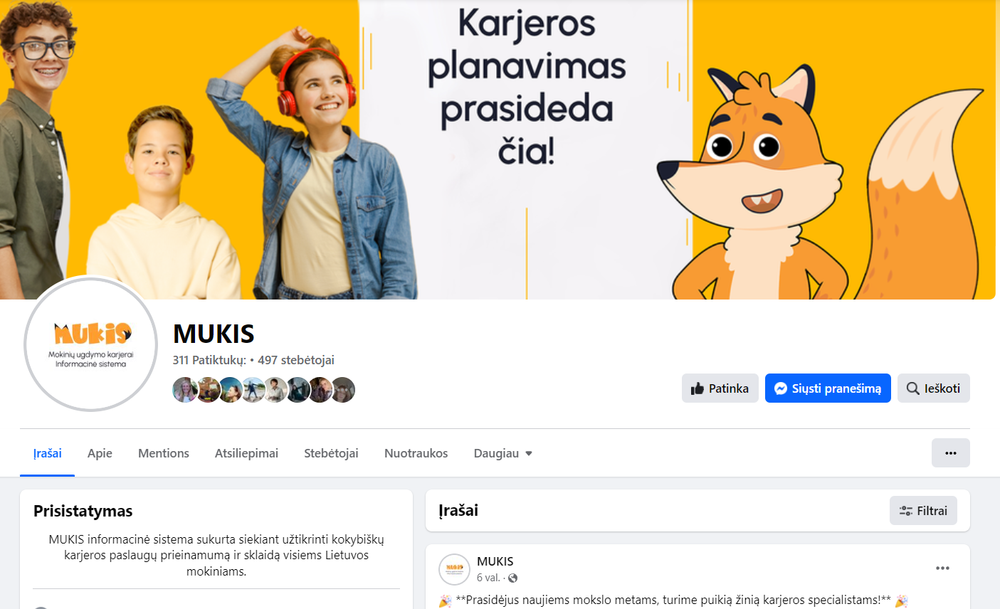 Karjeros
planavimas
prasideda
čia!
MUKIS
Mokinių ugdymo karjerai
Informacinė sistema
MUKIS
311 Patiktukų: • 497 stebėtojai
Patinka
Siųsti pranešimą
Ieškoti
Įrašai
Apie
Mentions
Atsiliepimai
Stebėtojai
Nuotraukos
Daugiau
Prisistatymas
MUKIS informacinė sistema sukurta siekiant užtikrinti kokybiškų
karjeros paslaugų prieinamumą ir sklaidą visiems Lietuvos
mokiniams.
Įrašai
Filtrai
MUKIS
MUKIS
6 val. ·
🎉 **Prasidėjus naujiems mokslo metams, turime puikią žinią karjeros specialistams!** 🎉